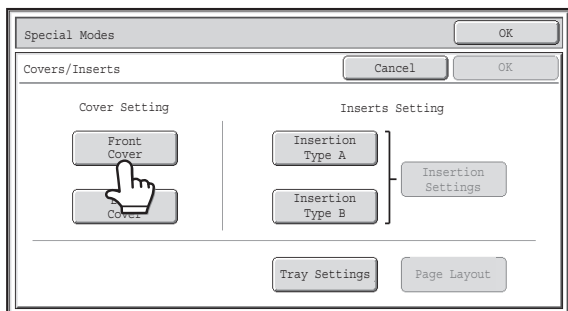 Special Modes
OK
Covers/Inserts
Cancel
OK
Cover Setting
Inserts Setting
Front
Cover
Insertion
Type A
Insertion
Settings
Cover
Insertion
Type B
Tray Settings
Page Layout